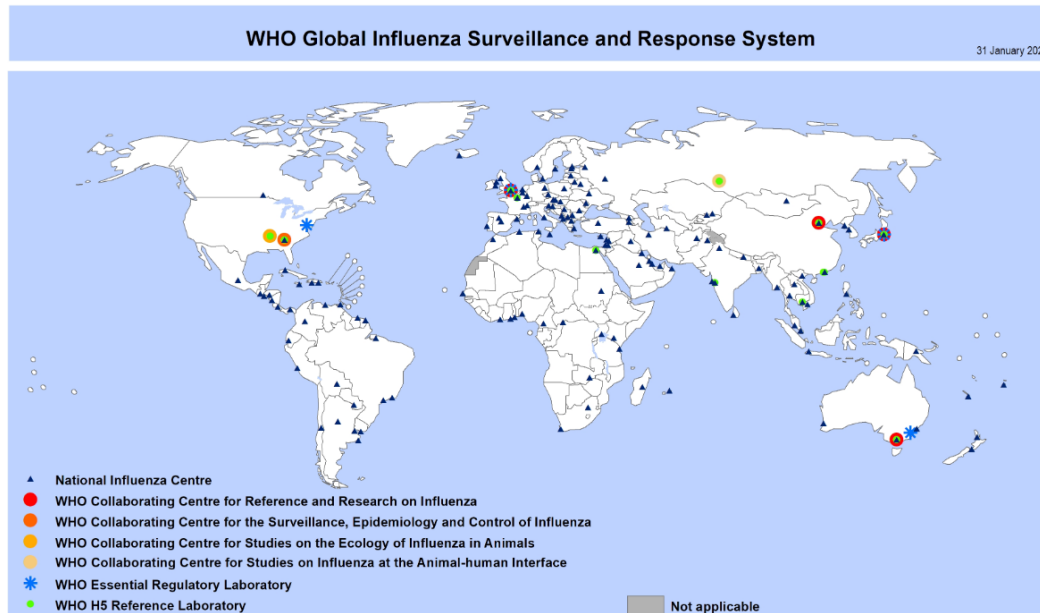 WHO Global Influenza Surveillance and Response System
31 January
National Influenza Centre
WHO Collaborating Centre for Reference and Research on Influenza
WHO Collaborating Centre for the Surveillance, Epidemiology and Control of Influenza
WHO Collaborating Centre for Studies on the Ecology of Influenza in Animals
WHO Collaborating Centre for Studies on Influenza at the Animal-human Interface
WHO Essential Regulatory Laboratory
WHO H5 Reference Laboratory
Not applicable